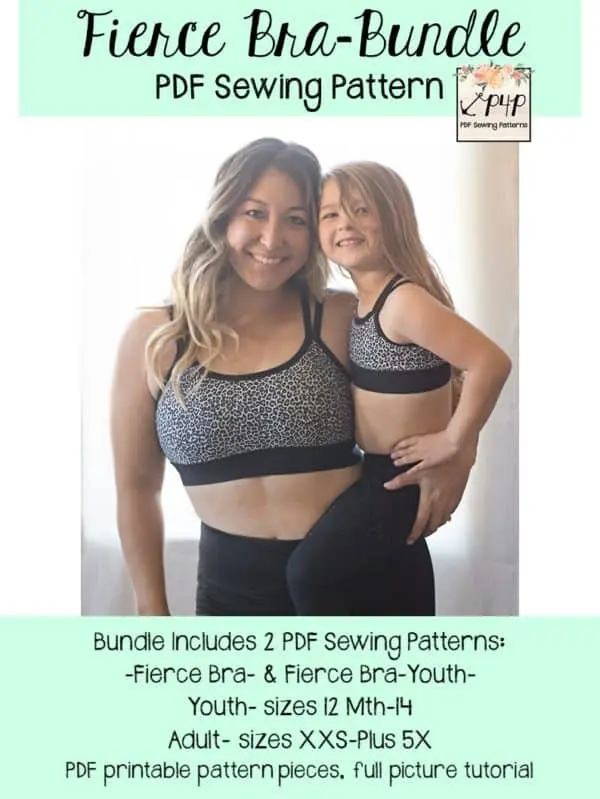 Fierce Bra-Bundle
PDF Sewing Pattern
P4P
PDF Sewing Patterns
Bundle Includes 2 PDF Sewing Patterns:
-Fierce Bra- & Fierce Bra-Youth-
Youth- sizes 12 Mth-14
Adult- sizes XXS-Plus 5X
PDF printable pattern pieces, full picture tutorial